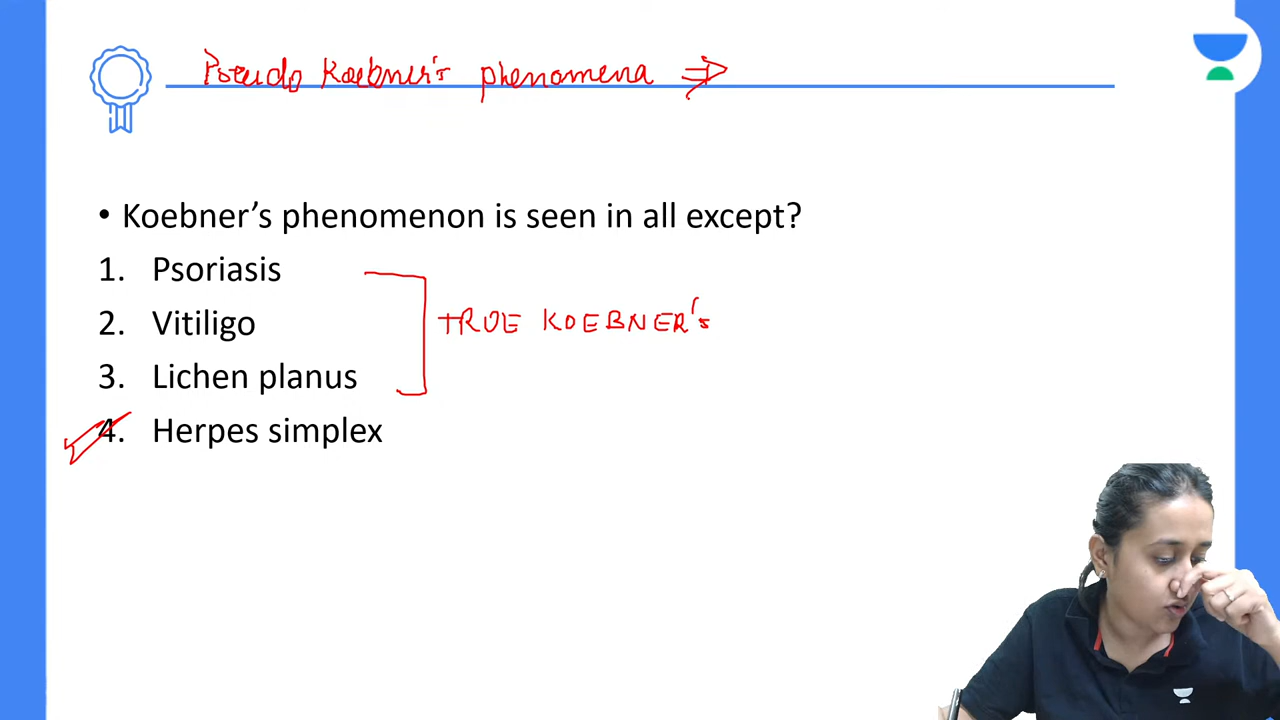 Pseudo Koebner's phenomena ⇒
• Koebner’s phenomenon is seen in all except?
1. Psoriasis
2. Vitiligo
TRUE KOEBNER's
3. Lichen planus
4. Herpes simplex